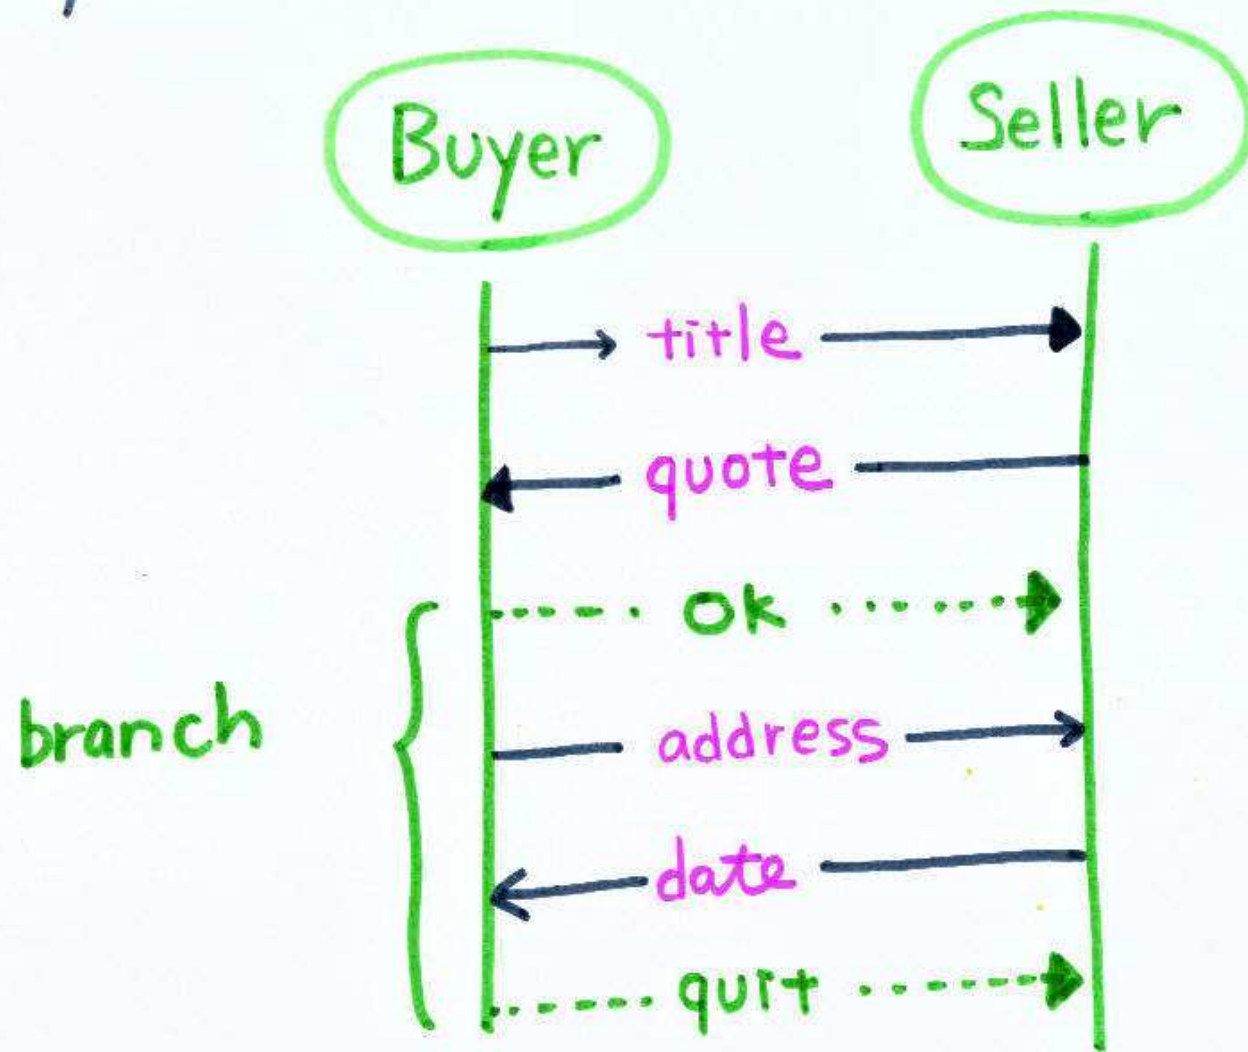 Buyer
Seller
title
quote
ok
address
branch
date
quit